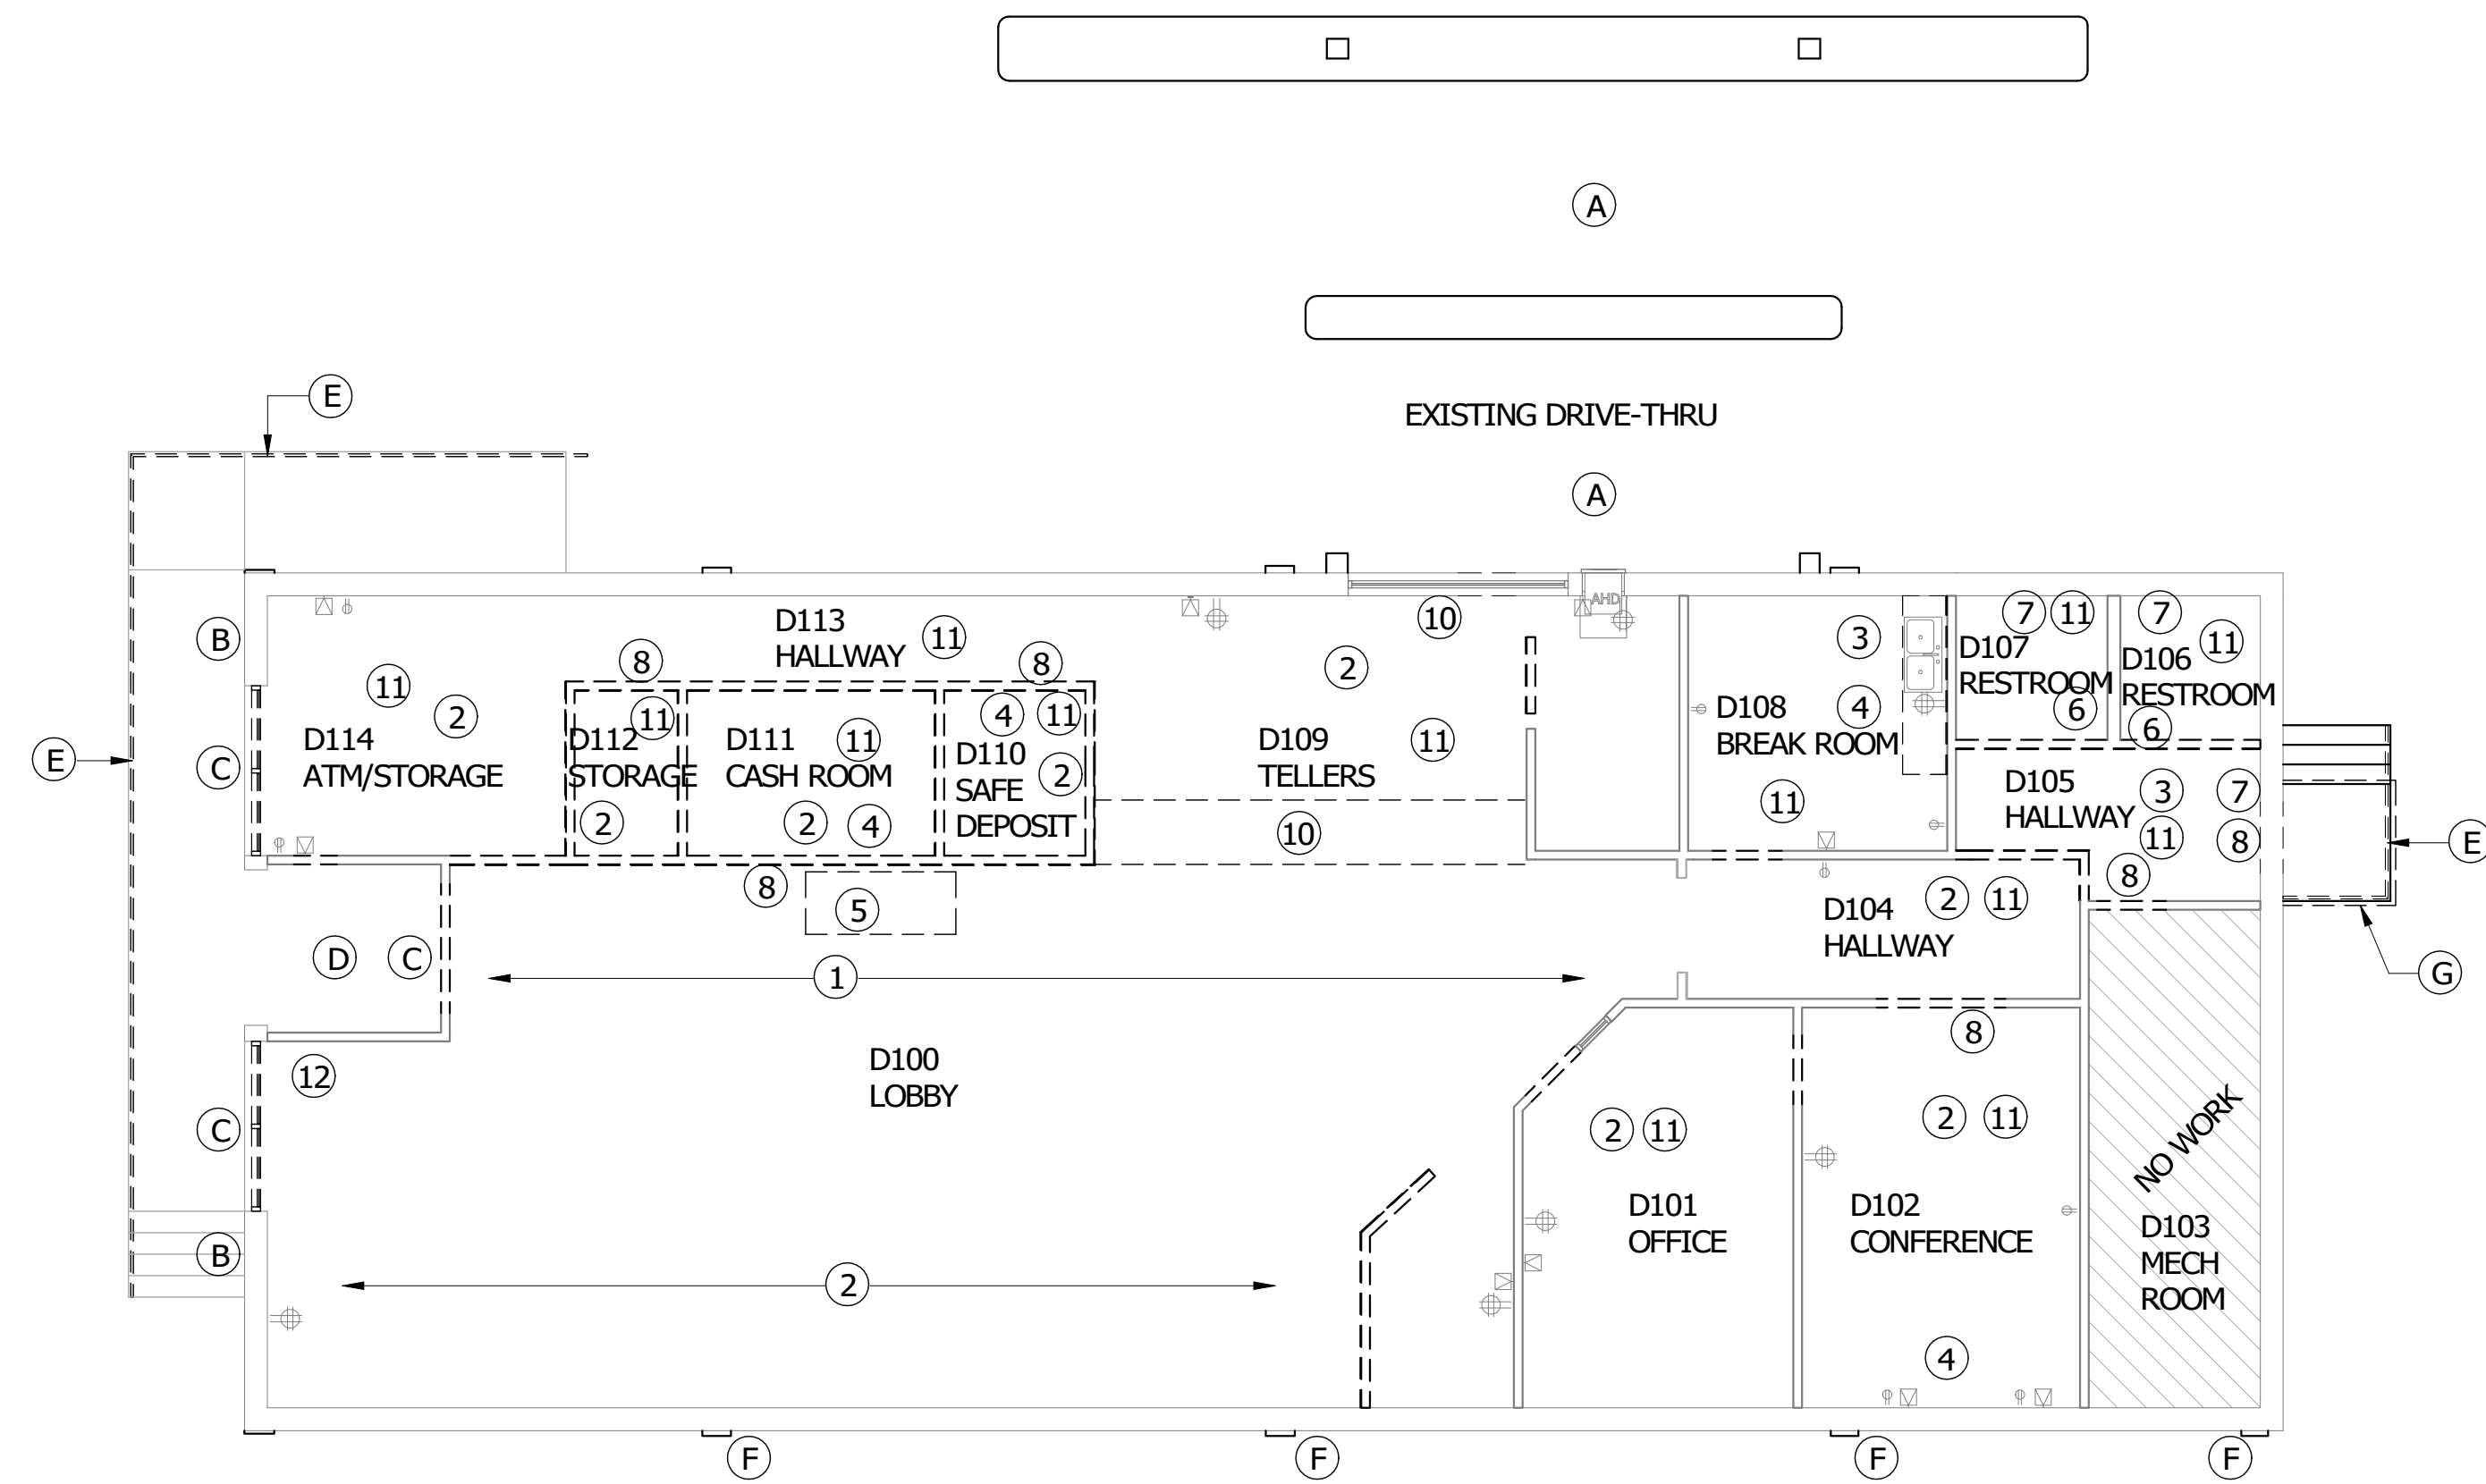 A
E
EXISTING DRIVE-THRU
A
AHD
B
D113
HALLWAY
11
8
8
10
2
3
7
11
7
11
D107
RESTROOM
D106
RESTROOM
11
2
11
4
11
4
6
6
D108
BREAK ROOM
E
C
D114
ATM/STORAGE
D112
STORAGE
D111
CASH ROOM
11
D110
SAFE
DEPOSIT
2
D109
TELLERS
11
D105
HALLWAY
3
7
2
2
4
10
11
11
8
E
8
5
8
D104
HALLWAY
2
11
D
C
1
G
12
D100
LOBBY
8
C
2
11
2
11
NO WORK
D101
OFFICE
D102
CONFERENCE
D103
MECH
ROOM
B
2
4
F
F
F
F